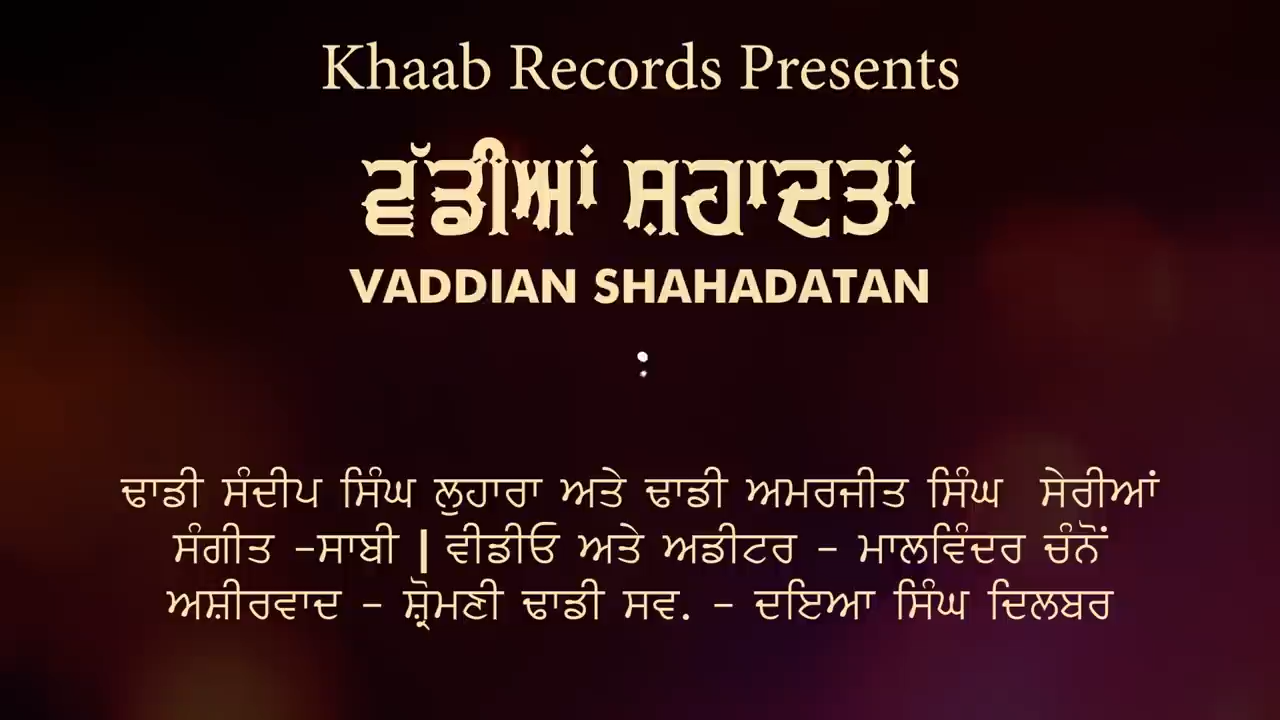 Khaab Records Presents
ਵੱਡੀਆਂ ਸ਼ਹਾਦਤਾਂ
VADDIAN SHAHADATAN
:
ਢਾਡੀ ਸੰਦੀਪ ਸਿੰਘ ਲੁਹਾਰਾ ਅਤੇ ਢਾਡੀ ਅਮਰਜੀਤ ਸਿੰਘ ਸੇਰੀਆਂ
ਸੰਗੀਤ -ਸਾਬੀ | ਵੀਡੀਓ ਅਤੇ ਅਡੀਟਰ - ਮਾਲਵਿੰਦਰ ਚੰਨੋਂ
ਅਸ਼ੀਰਵਾਦ - ਸ਼੍ਰੋਮਣੀ ਢਾਡੀ ਸਵ. - ਦਇਆ ਸਿੰਘ ਦਿਲਬਰ